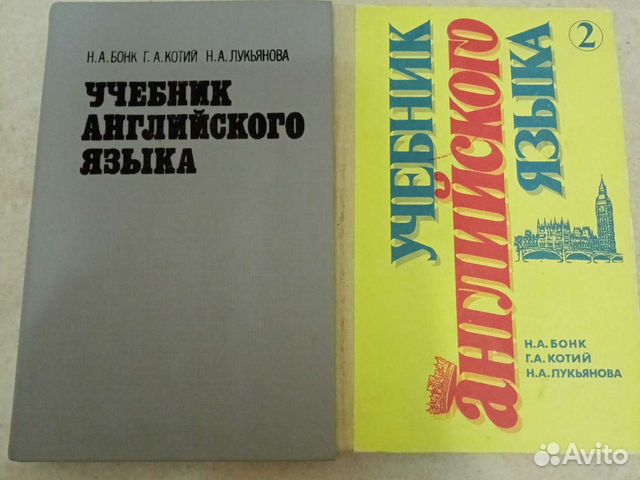 Н.А.БОНК Г.А.КОТИЙ Н.А.ЛУКЬЯНОВА
УЧЕБНИК
АНГЛИЙСКОГО
ЯЗЫКА
2
УЧЕБНИК
английского
ЯЗЫКА
Н.А.БОНК
Г.А.КОТИЙ
Н.А.ЛУКЬЯНОВА
Avito